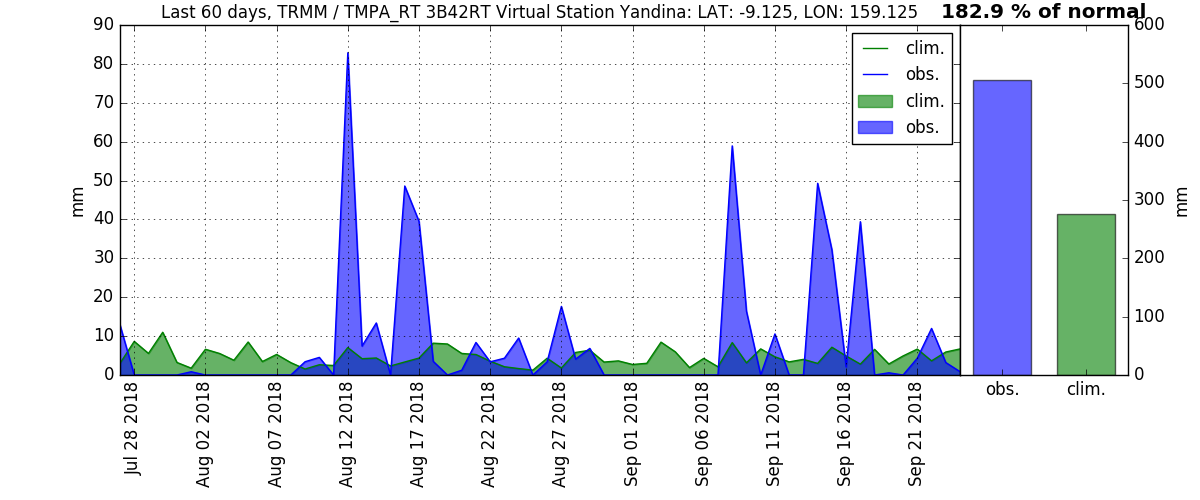 Last 60 days, TRMM / TMPA_RT 3B42RT Virtual Station Yandina: LAT: -9.125, LON: 159.125
182.9 % of normal
90
80
70
60
50
40
30
20
10
0
mm
clim.
obs.
clim.
obs.
600
500
400
300
200
100
0
mm
obs.
clim.
Jul 28 2018
Aug 02 2018
Aug 07 2018
Aug 12 2018
Aug 17 2018
Aug 22 2018
Aug 27 2018
Sep 01 2018
Sep 06 2018
Sep 11 2018
Sep 16 2018
Sep 21 2018